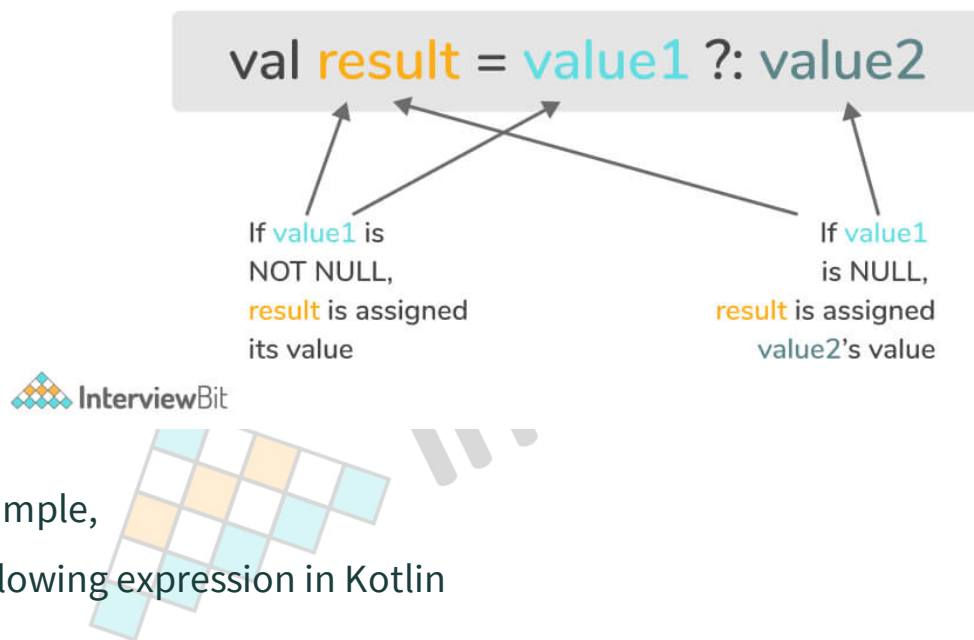 val result = value1 ?: value2
If value1 is
NOT NULL,
result is assigned
its value
If value1
is NULL,
result is assigned
value2's value
InterviewBit
mple,
lowing expression in Kotlin